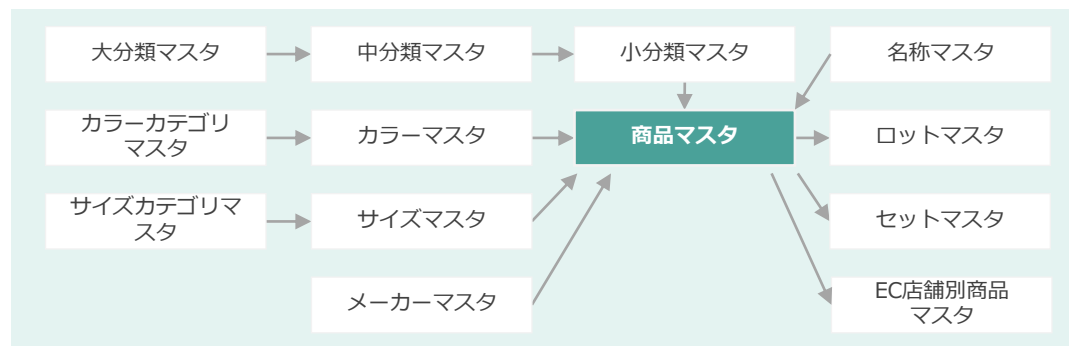 大分類マスタ
中分類マスタ
小分類マスタ
名称マスタ
カラーカテゴリ
マスタ
カラーマスタ
商品マスタ
ロットマスタ
サイズカテゴリマ
スタ
サイズマスタ
セットマスタ
メーカーマスタ
EC店舗別商品
マスタ